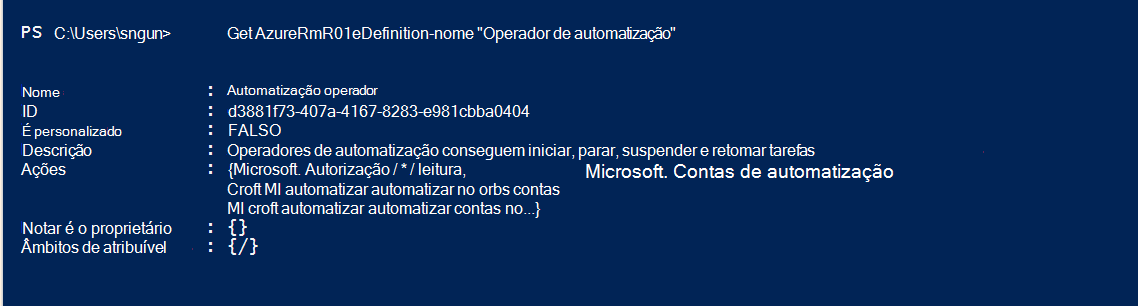 PS C:\Users\sngun> Get AzureRmR01eDefinition-nome "Operador de automatização"
Nome : Automatização operador
ID : d3881f73-407a-4167-8283-e981cbba0404
É personalizado : FALSO
Descrição : Operadores de automatização conseguem iniciar, parar, suspender e retomar tarefas
Ações : {Microsoft. Autorização / * / leitura, Microsoft. Contas de automatização
Croft MI automatizar automatizar no orbs contas
MI croft automatizar automatizar contas no...}
Notar é o proprietário : {}
Âmbitos de atribuível : {/}